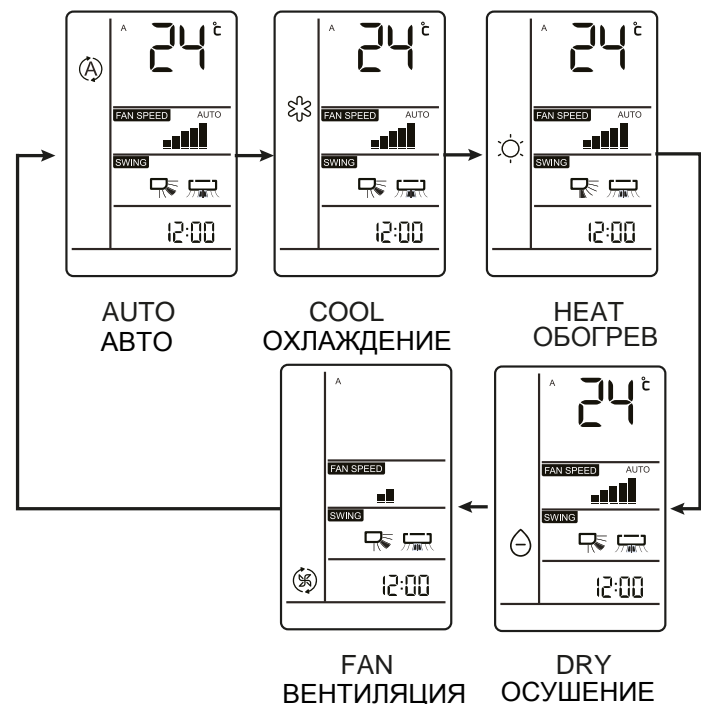 A
24°C
FAN SPEED AUTO
SWING
12:00
AUTO
АВТО
A
24°C
FAN SPEED AUTO
SWING
12:00
COOL
ОХЛАЖДЕНИЕ
A
24°C
FAN SPEED AUTO
SWING
12:00
HEAT
ОБОГРЕВ
A
FAN SPEED
SWING
12:00
FAN
ВЕНТИЛЯЦИЯ
A
24°C
FAN SPEED AUTO
SWING
12:00
DRY
ОСУШЕНИЕ